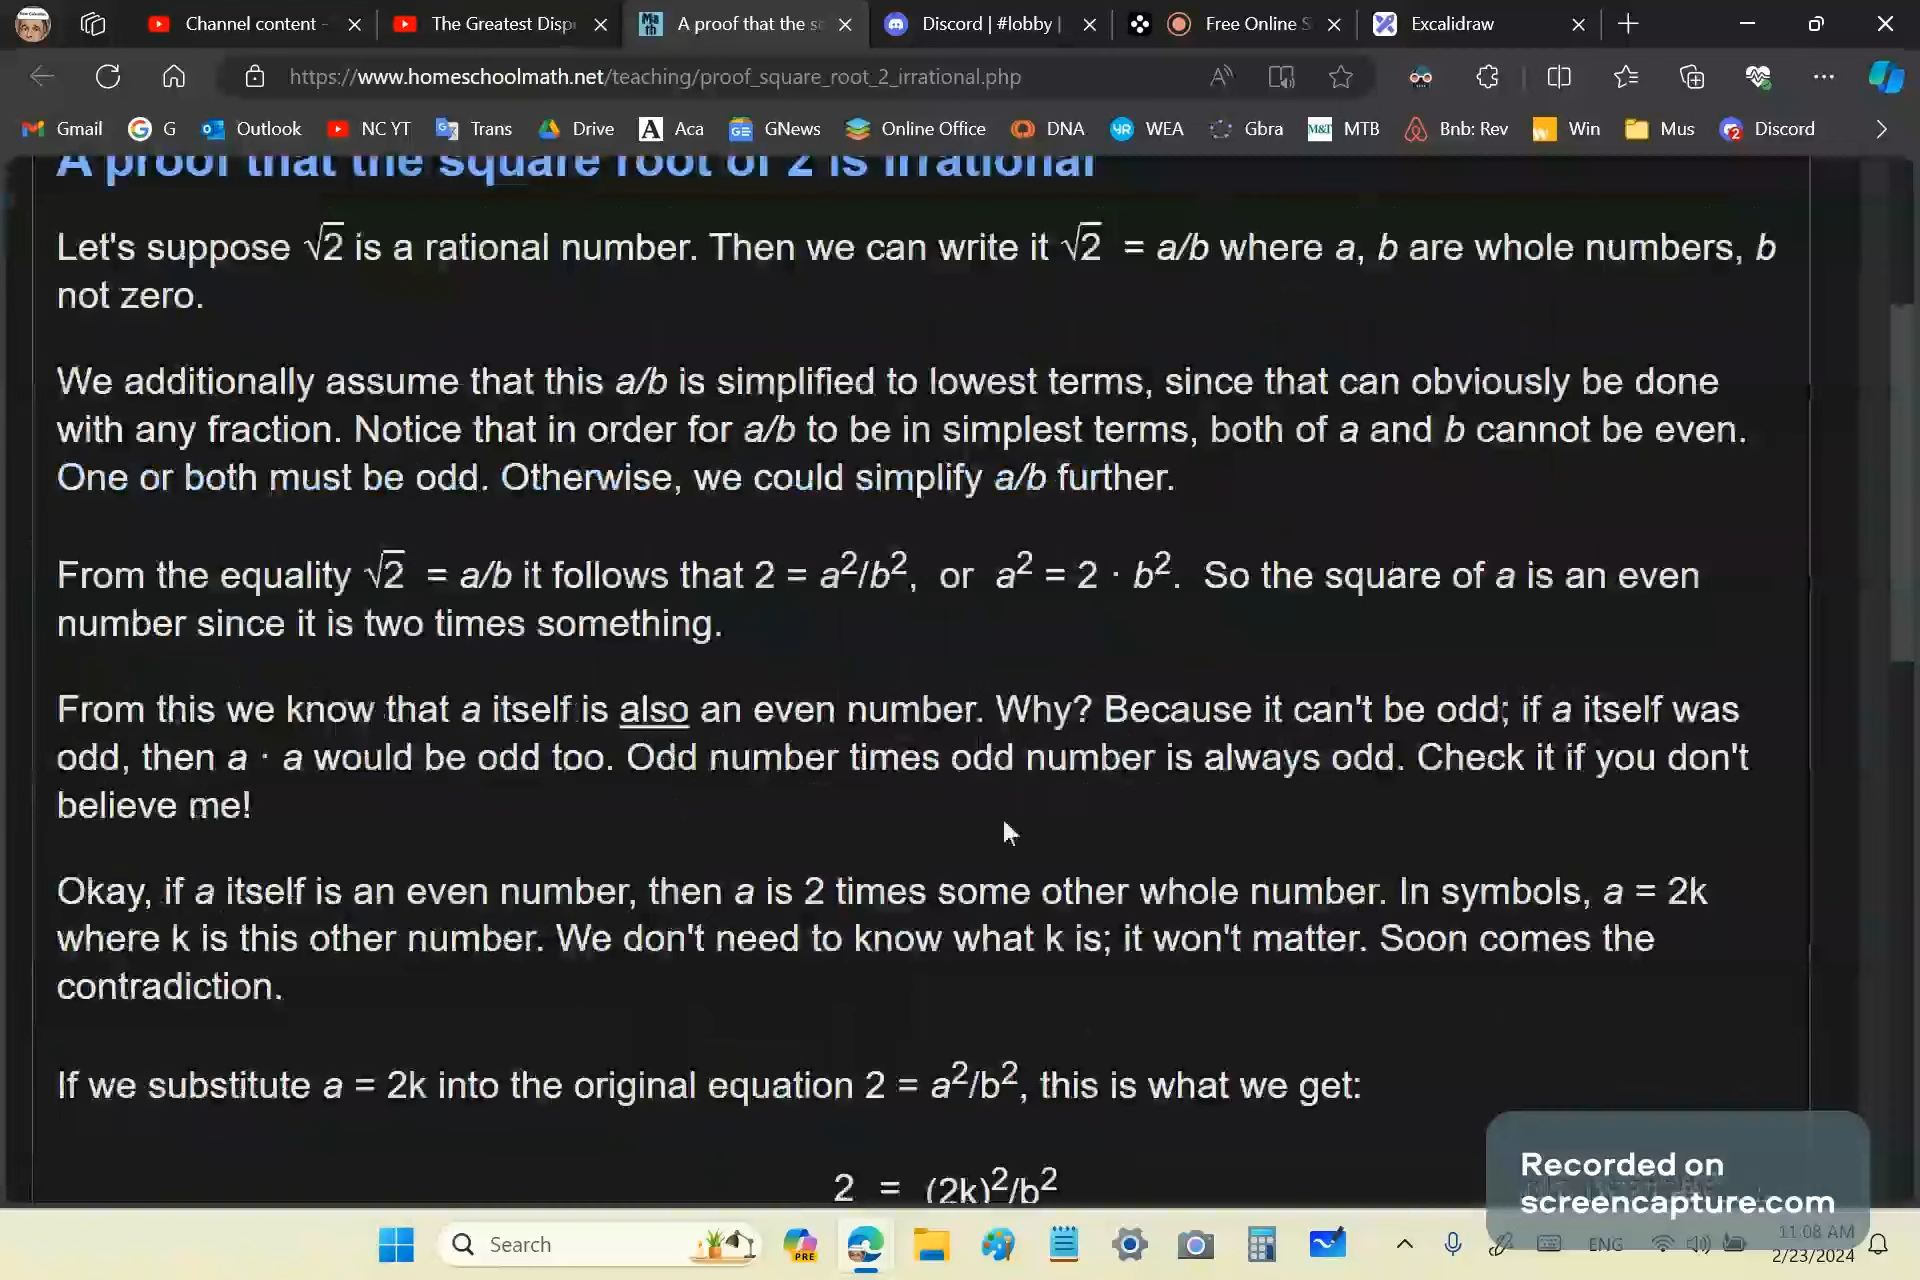 Channel content -
The Greatest Disp
A proof that the s
Discord | #lobby |
Free Online S
Excalidraw
https://www.homeschoolmath.net/teaching/proof_square_root_2_irrational.php
Gmail
G
Outlook
NC YT
Trans
Drive
A Aca
GNews
Online Office
DNA
WEA
Gbra
M&T MTB
Bnb: Rev
Win
Mus
Discord
A proof that the square root of 2 is irrational
Let's suppose √2 is a rational number. Then we can write it √2 = a/b where a, b are whole numbers, b
not zero.
We additionally assume that this a/b is simplified to lowest terms, since that can obviously be done
with any fraction. Notice that in order for a/b to be in simplest terms, both of a and b cannot be even.
One or both must be odd. Otherwise, we could simplify a/b further.
From the equality √2 = a/b it follows that 2 = a²/b², or a² = 2 · b². So the square of a is an even
number since it is two times something.
From this we know that a itself is also an even number. Why? Because it can't be odd; if a itself was
odd, then a · a would be odd too. Odd number times odd number is always odd. Check it if you don't
believe me!
Okay, if a itself is an even number, then a is 2 times some other whole number. In symbols, a = 2k
where k is this other number. We don't need to know what k is; it won't matter. Soon comes the
contradiction.
If we substitute a = 2k into the original equation 2 = a²/b², this is what we get:
2 = (2k)²/b²
Recorded on
screencapture.com
Search
PRE
ENG
11:08 AM
2/23/2024